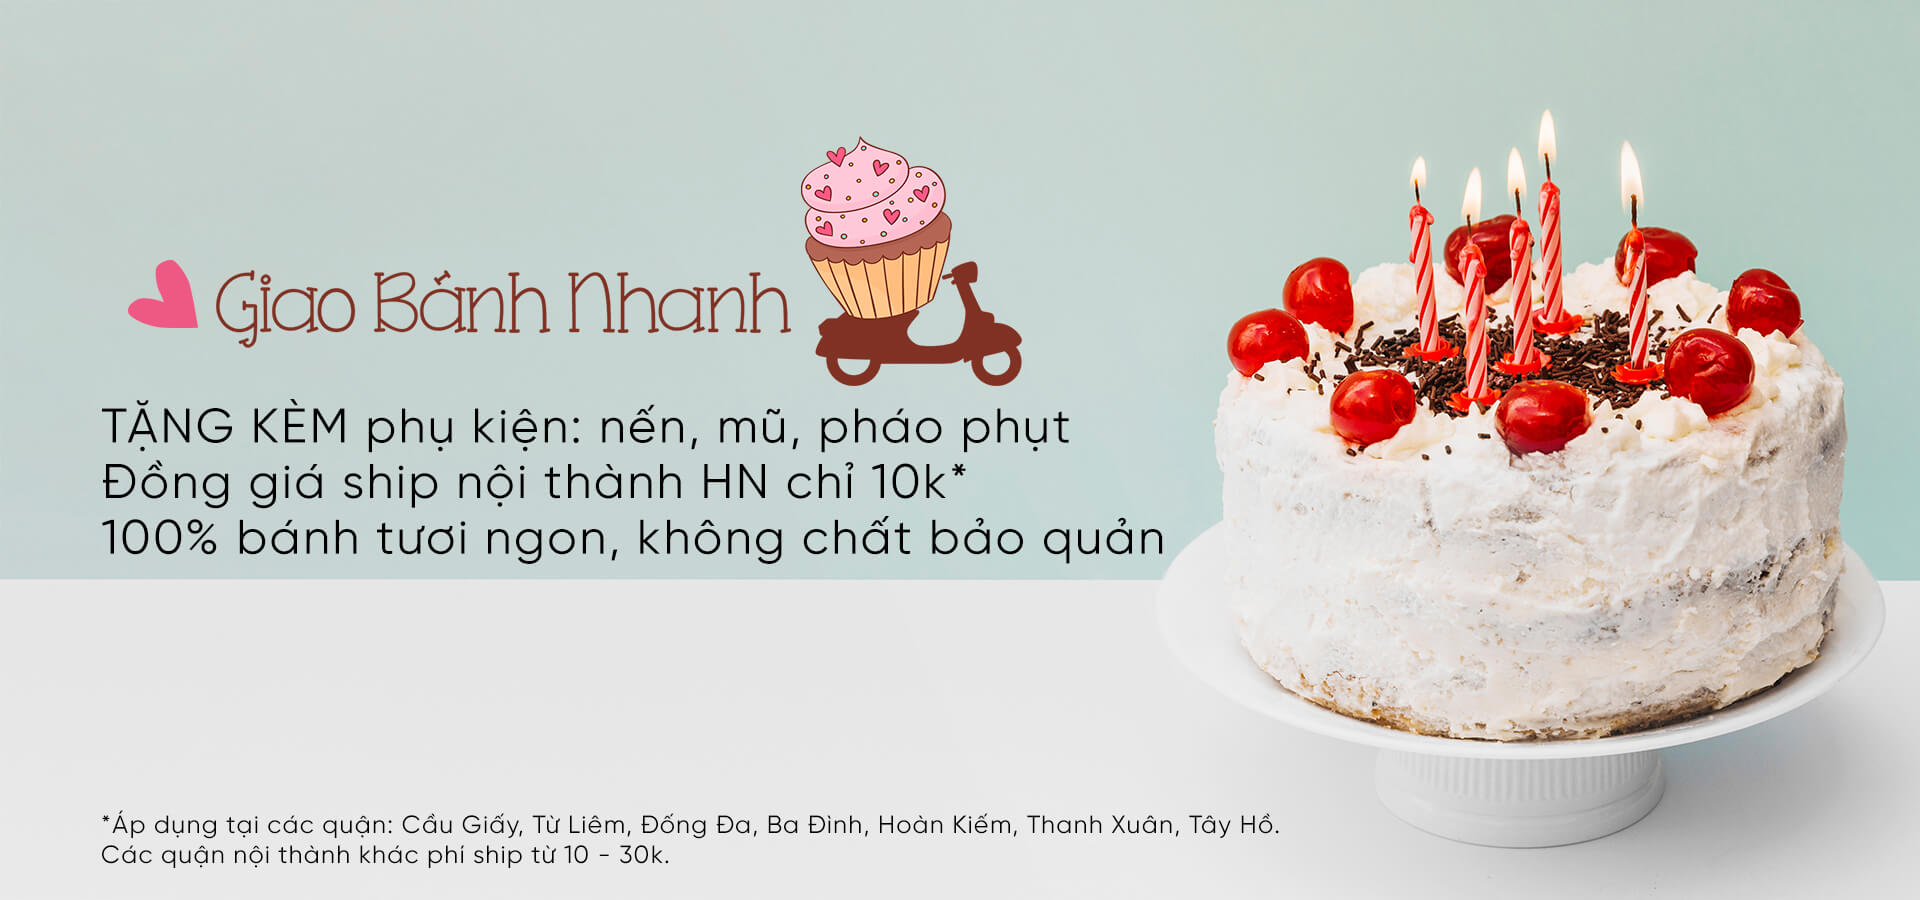 Giao Bánh Nhanh
TẶNG KÈM phụ kiện: nến, mũ, pháo phụt
Đồng giá ship nội thành HN chỉ 10k*
100% bánh tươi ngon, không chất bảo quản
*Áp dụng tại các quận: Cầu Giấy, Từ Liêm, Đống Đa, Ba Đình, Hoàn Kiếm, Thanh Xuân, Tây Hồ.
Các quận nội thành khác phí ship từ 10 - 30k.